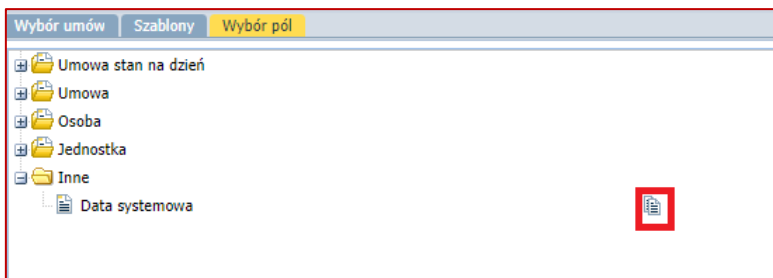 Wybór umów Szablony Wybór pól
Umowa stan na dzień
Umowa
Osoba
Jednostka
Inne
Data systemowa